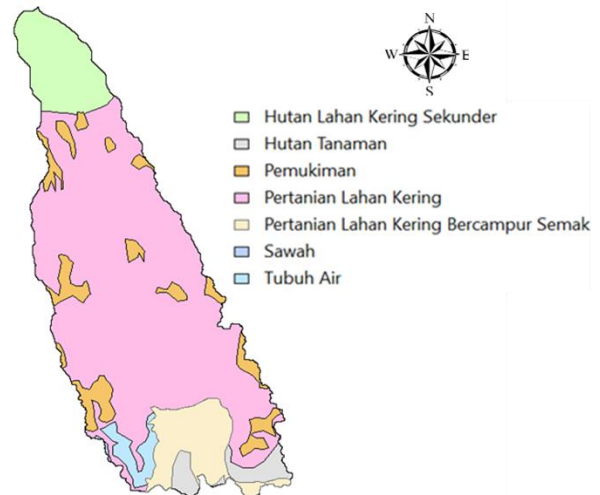 N
W E
S
Hutan Lahan Kering Sekunder
Hutan Tanaman
Pemukiman
Pertanian Lahan Kering
Pertanian Lahan Kering Bercampur Semak
Sawah
Tubuh Air